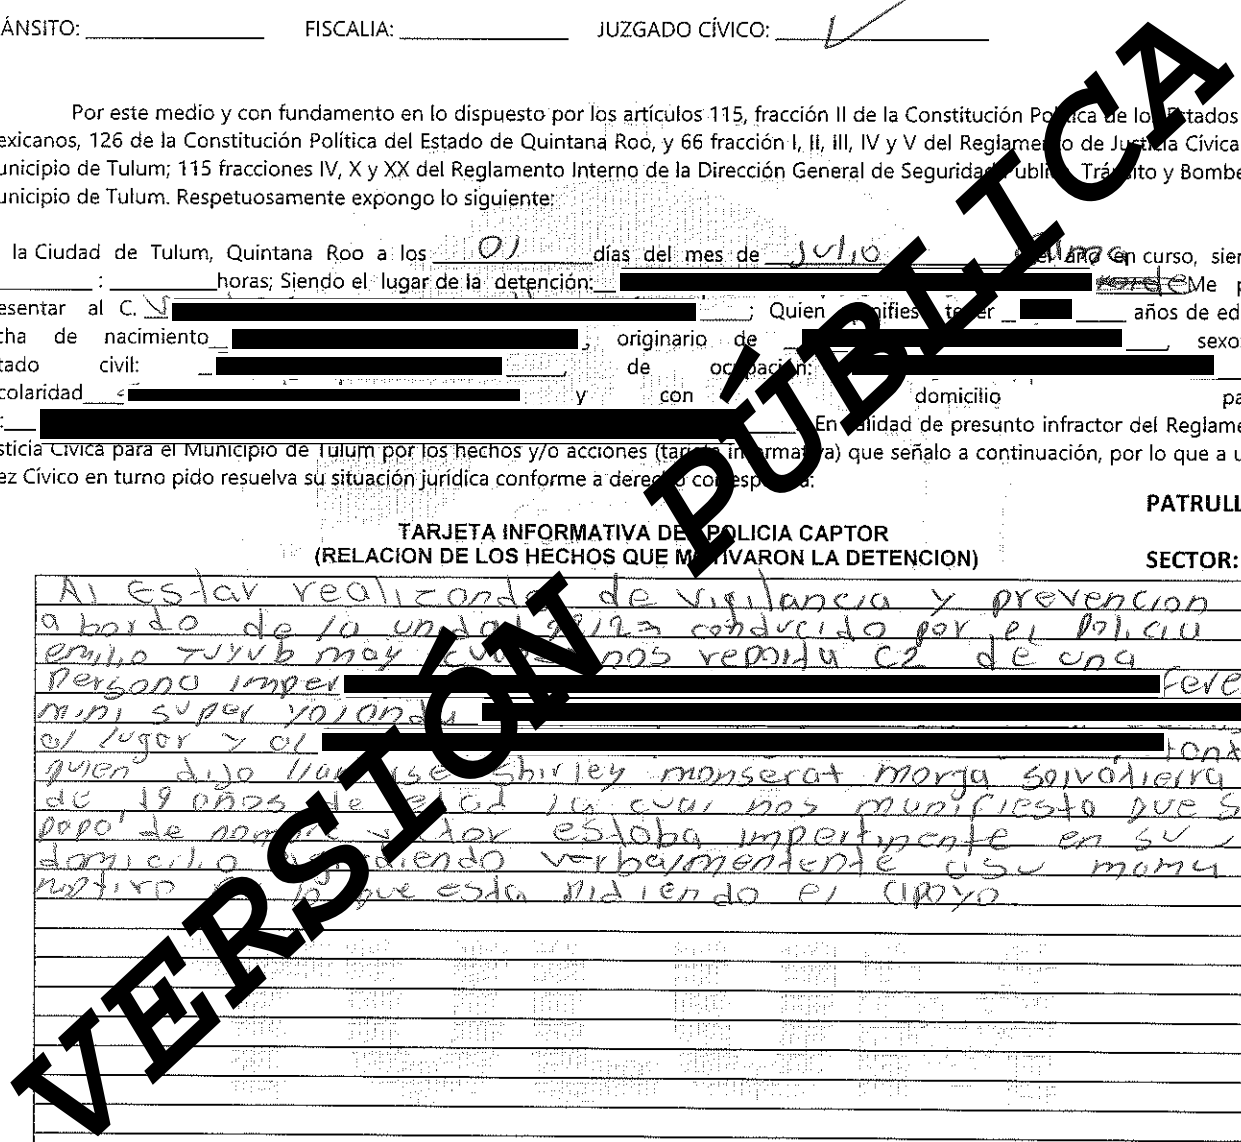 ÁNSITO: FISCALIA: JUZGADO CÍVICO:
Por este medio y con fundamento en lo dispuesto por los artículos 115, fracción II de la Constitución Política de los Estados
exicanos, 126 de la Constitución Política del Estado de Quintana Roo, y 66 fracción I, II, III, IV y V del Reglamento de Justicia Cívica
unicipio de Tulum; 115 fracciones IV, X y XX del Reglamento Interno de la Dirección General de Seguridad Publi Tránsito y Bombe
unicipio de Tulum. Respetuosamente expongo lo siguiente:
la Ciudad de Tulum, Quintana Roo a los 01 días del mes de Julio del año en curso, sien
: horas; Siendo el lugar de la detención: Me p
esentar al C. ; Quien manifiesta tener años de ed
cha de nacimiento , originario de , sexo:
tado civil: , de ocupación:
colaridad y con domicilio pa
: En calidad de presunto infractor del Reglame
sticia Cívica para el Municipio de Tulum por los hechos y/o acciones (tarjeta informativa) que señalo a continuación, por lo que a u
ez Cívico en turno pido resuelva su situación jurídica conforme a derecho corresponda:
PATRULL
TARJETA INFORMATIVA DEL POLICIA CAPTOR
(RELACION DE LOS HECHOS QUE MOTIVARON LA DETENCION)
SECTOR:
Al Estar realizondo de vigilancia y prevencion
a bordo de la unidad conducido por el Policia
emilio may nos reporta C2 de una
Persona imper fere
mini super yolanda
al lugar y al
quien dijo llamarse Shirley monserat morga salvatierra
de 19 años de edad la cual nos manifiesto que S
papa de nombre estoba impertinente en su
domicilio agrediendo verbalmentente a su mama
motivo que esta pidiendo el apoyo.
VERSIÓN PÚBLICA